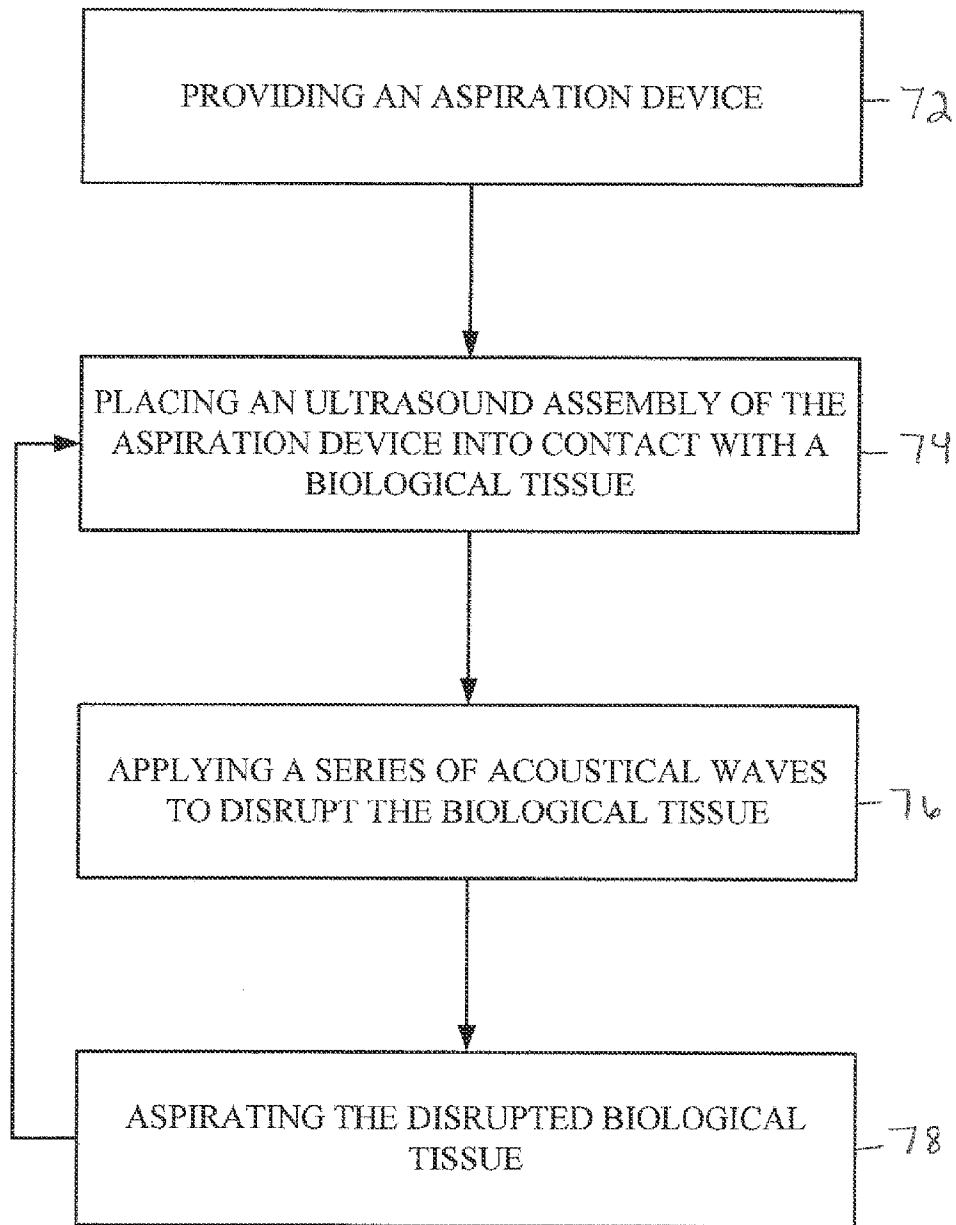 PROVIDING AN ASPIRATION DEVICE
72
PLACING AN ULTRASOUND ASSEMBLY OF THE
ASPIRATION DEVICE INTO CONTACT WITH A
BIOLOGICAL TISSUE
74
APPLYING A SERIES OF ACOUSTICAL WAVES
TO DISRUPT THE BIOLOGICAL TISSUE
76
ASPIRATING THE DISRUPTED BIOLOGICAL
TISSUE
78